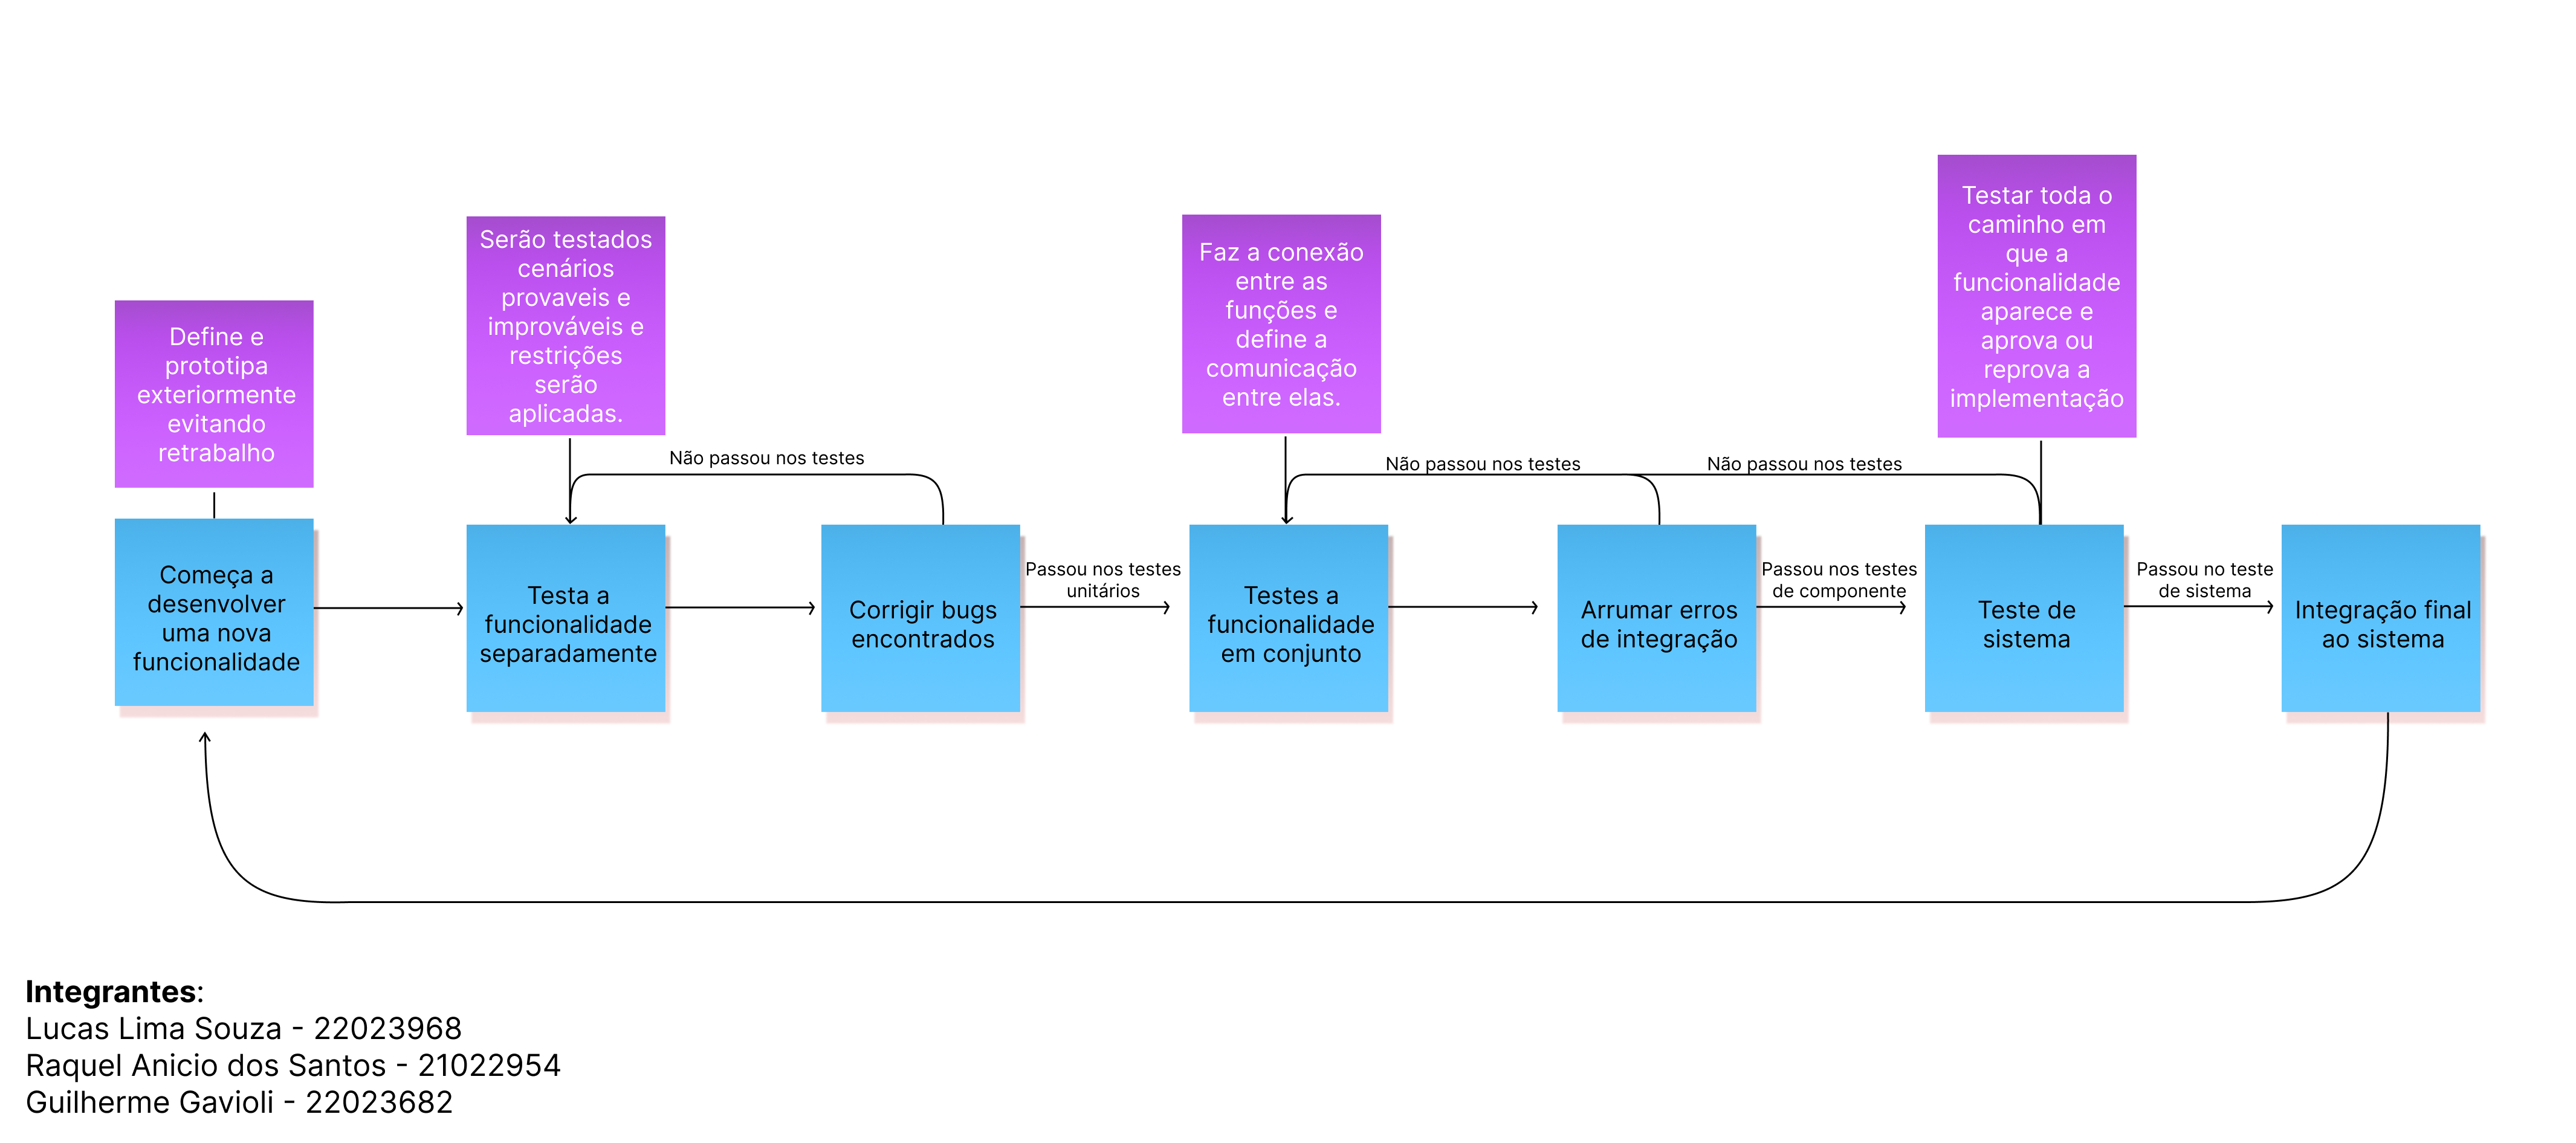 Define e
prototipa
exteriormente
evitando
retrabalho
Serão testados
cenários
provaveis e
improváveis e
restrições
serão
aplicadas.
Faz a conexão
entre as
funções e
define a
comunicação
entre elas.
Testar toda o
caminho em
que a
funcionalidade
aparece e
aprova ou
reprova a
implementação
Não passou nos testes
Não passou nos testes
Não passou nos testes
Começa a
desenvolver
uma nova
funcionalidade
Testa a
funcionalidade
separadamente
Corrigir bugs
encontrados
Passou nos testes
unitários
Testes a
funcionalidade
em conjunto
Arrumar erros
de integração
Passou nos testes
de componente
Teste de
sistema
Passou no teste
de sistema
Integração final
ao sistema
Integrantes:
Lucas Lima Souza - 22023968
Raquel Anicio dos Santos - 21022954
Guilherme Gavioli - 22023682